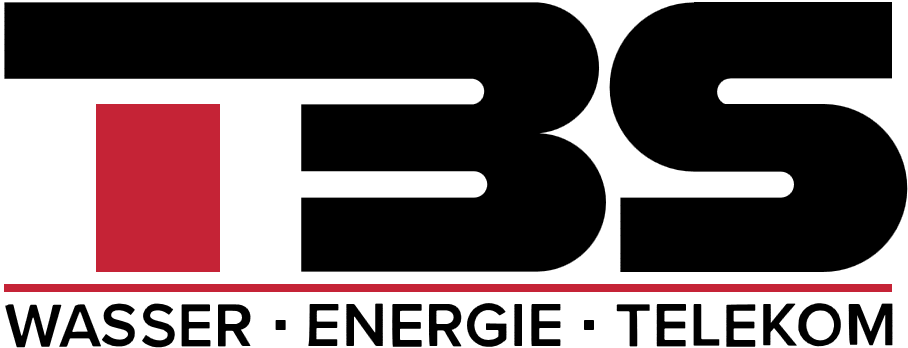 TBS
WASSER · ENERGIE · TELEKOM